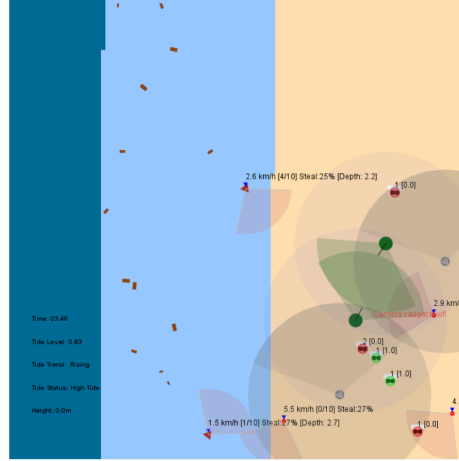 2.6 km/h [4/10] Steal:25% [Depth: 2.2]
1 [0.0]
2.9 km/
Camera caught theft!
Time: 03:46
Tide Level: 0.83
Tide Trend: Rising
Tide Status: High Tide
Height: 0.0m
2 [0.0]
1 [1.0]
1 [1.0]
4.
5.5 km/h [0/10] Steal:27%
1.5 km/h [1/10] Steal:27% [Depth: 2.7]
1 [0.0]